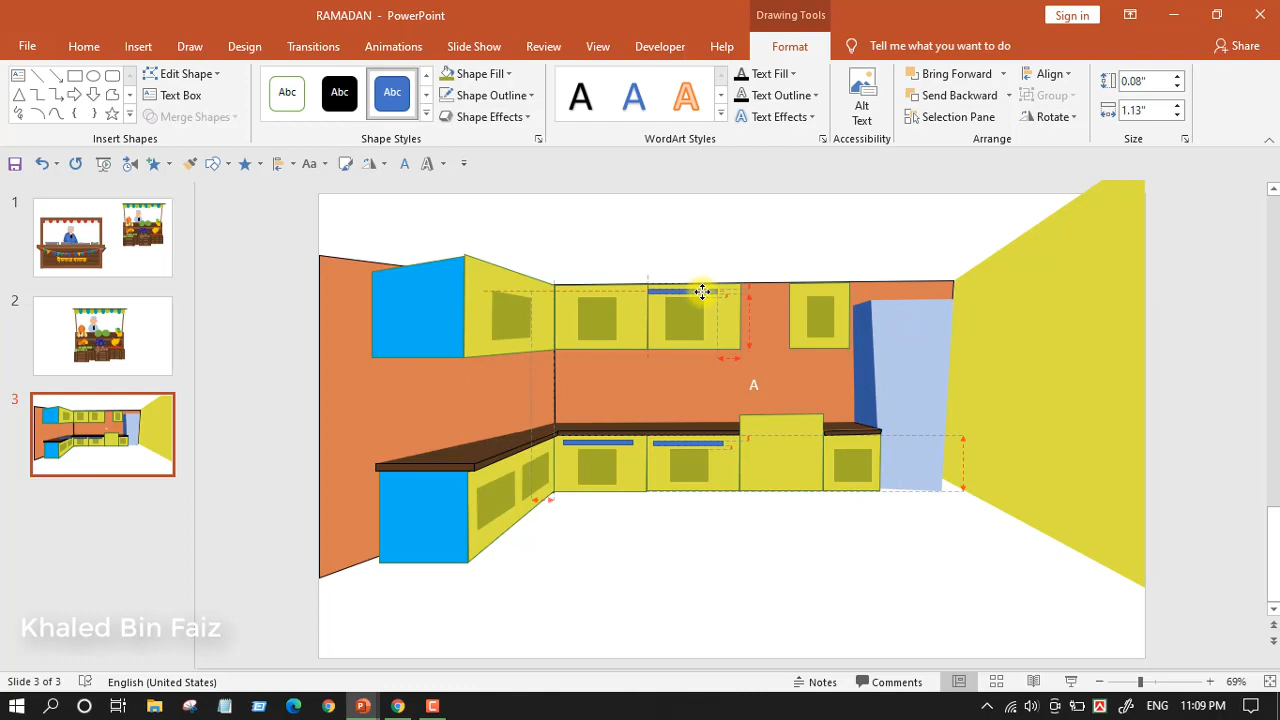 RAMADAN - PowerPoint
Drawing Tools
Sign in
File
Home
Insert
Draw
Design
Transitions
Animations
Slide Show
Review
View
Developer
Help
Format
Tell me what you want to do
Share
Edit Shape
Text Box
Merge Shapes
Insert Shapes
Abc
Abc
Abc
Shape Fill
Shape Outline
Shape Effects
Shape Styles
A
A
A
Text Fill
Text Outline
Text Effects
WordArt Styles
Alt
Text
Accessibility
Bring Forward
Send Backward
Selection Pane
Align
Group
Rotate
Arrange
0.08"
1.13"
Size
Aa
A
A
1
2
3
A
Khaled Bin Faiz
Slide 3 of 3
English (United States)
Notes
Comments
69%
ENG
11:09 PM